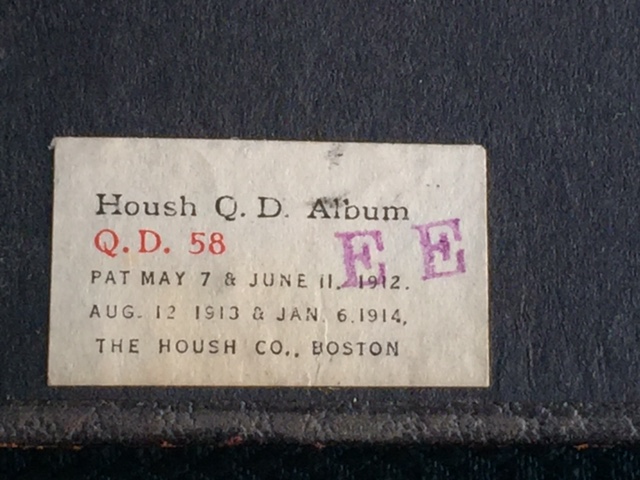 Housh Q. D. Album
Q. D. 58
E E
PAT MAY 7 & JUNE 11, 1912.
AUG. 12 1913 & JAN. 6. 1914,
THE HOUSH CO., BOSTON